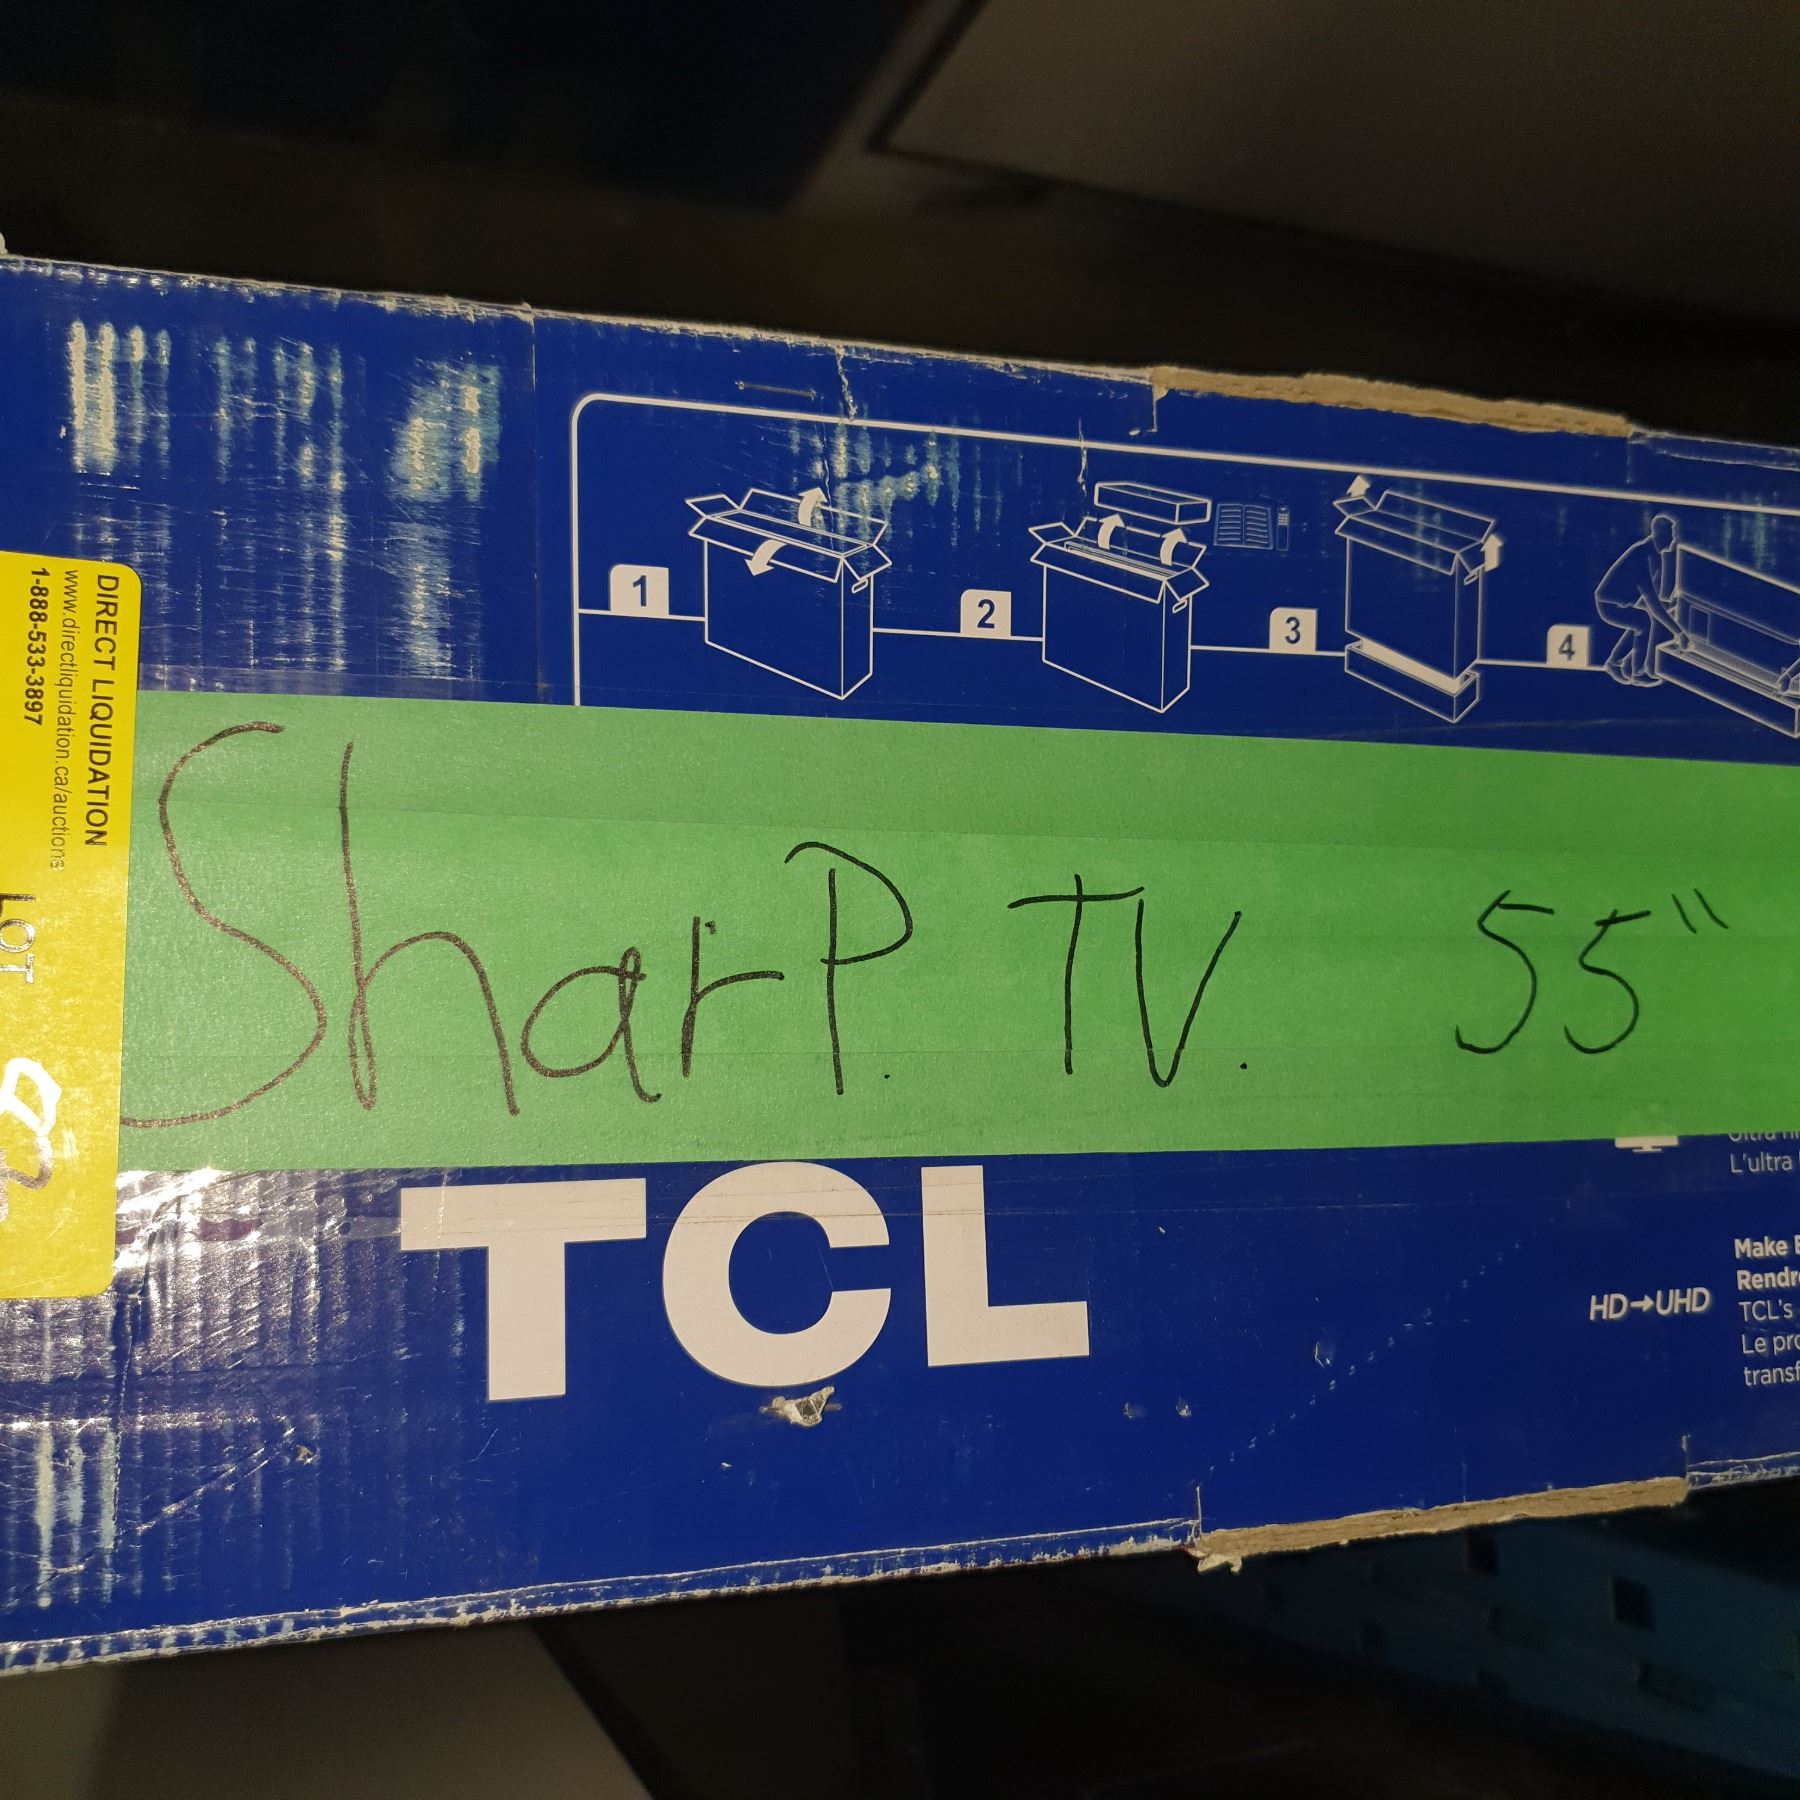 1
2
3
4
DIRECT LIQUIDATION
www.directliquidation.ca/auctions
1-888-533-3897
LOT
SharP. TV. 55"
TCL
L'ultra
HD→UHD
Make
Rendr
TCL's
Le pro
transf